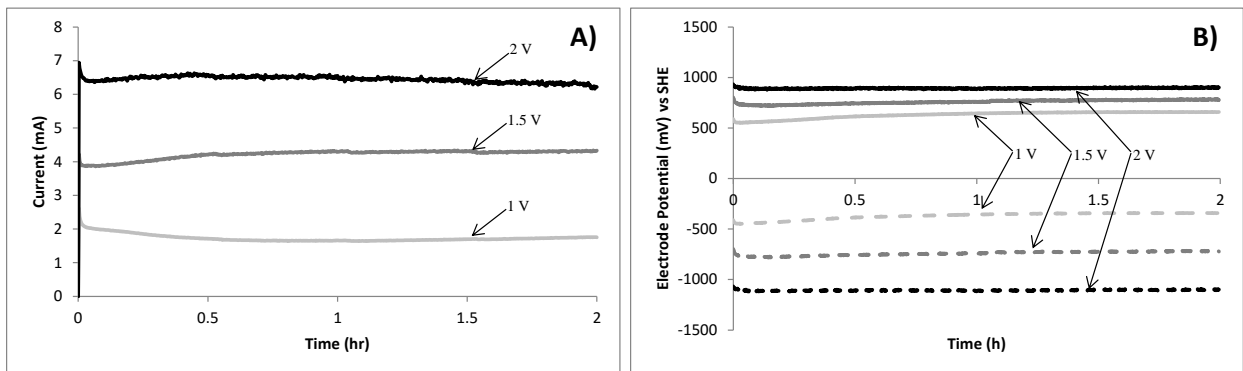 A)
8
7
6
5
4
3
2
1
0
Current (mA)
2 V
1.5 V
1 V
0 0.5 1 1.5 2
Time (hr)
B)
1500
1000
500
0
-500
-1000
-1500
Electrode Potential (mV) vs SHE
1 V 1.5 V 2 V
0 0.5 1 1.5 2
Time (h)